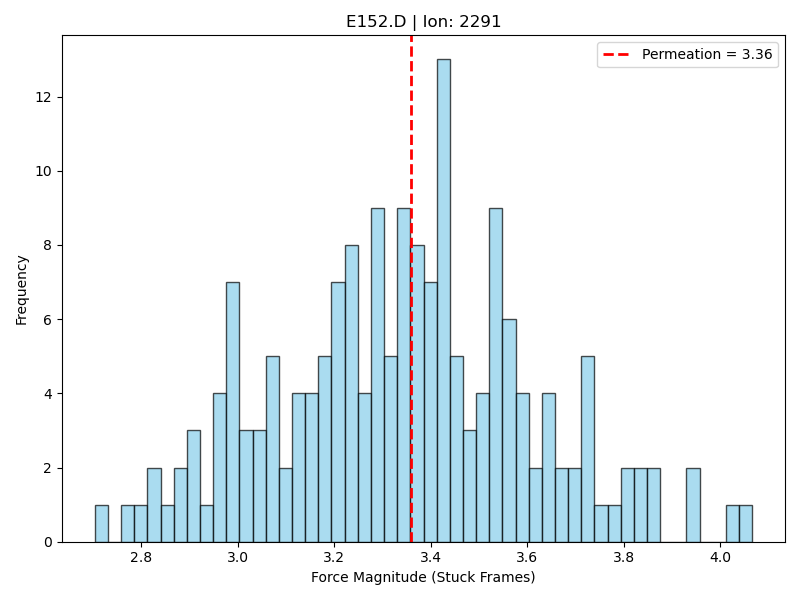 E152.D | Ion: 2291
Permeation = 3.36
Frequency
12
10
8
6
4
2
0
2.8 3.0 3.2 3.4 3.6 3.8 4.0
Force Magnitude (Stuck Frames)